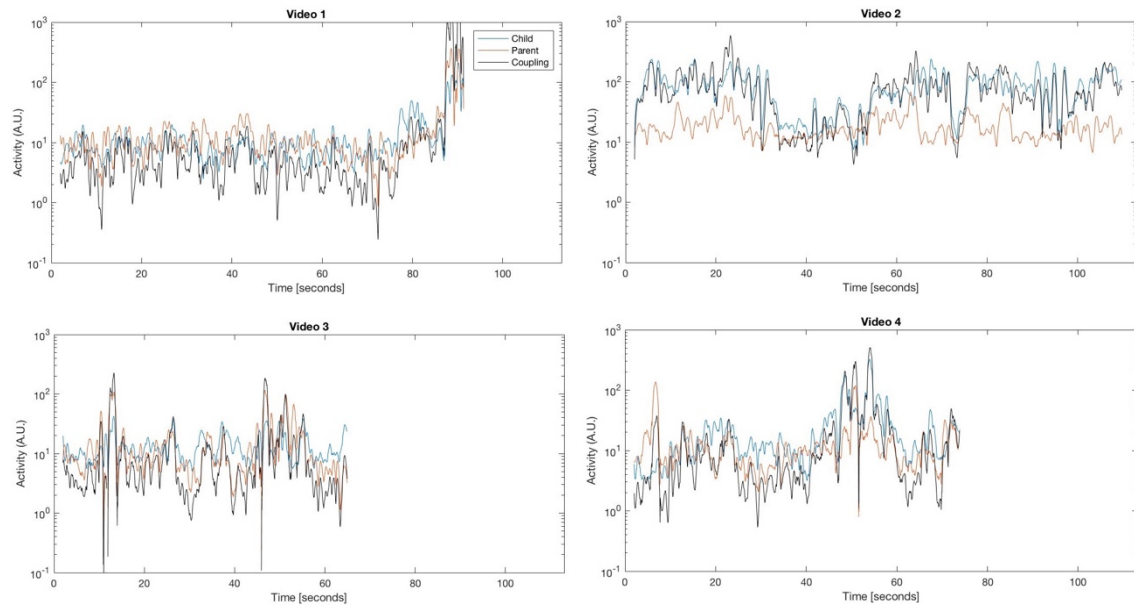 Video 1
10^3
10^2
10^1
10^0
10^-1
Activity (A.U.)
Child
Parent
Coupling
0 20 40 60 80 100
Time [seconds]
Video 2
10^3
10^2
10^1
10^0
10^-1
Activity (A.U.)
0 20 40 60 80 100
Time [seconds]
Video 3
10^3
10^2
10^1
10^0
10^-1
Activity (A.U.)
0 20 40 60 80 100
Time [seconds]
Video 4
10^3
10^2
10^1
10^0
10^-1
Activity (A.U.)
0 20 40 60 80 100
Time [seconds]